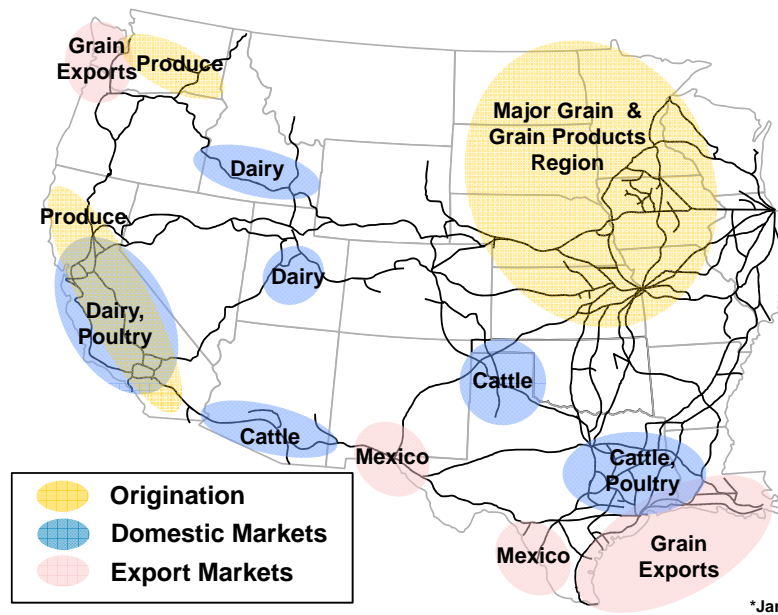 Grain
Exports
Produce
Major Grain &
Grain Products
Region
Dairy
Produce
Dairy
Dairy,
Poultry
Cattle
Cattle
Mexico
Cattle,
Poultry
Mexico
Grain
Exports
Origination
Domestic Markets
Export Markets
*Jar